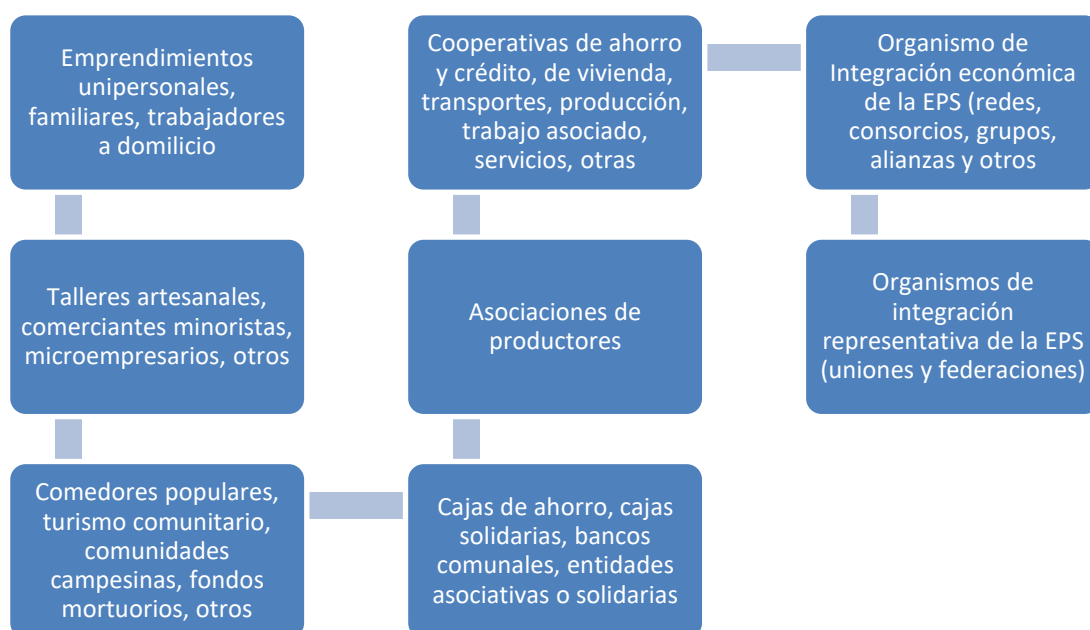 Emprendimientos
unipersonales,
familiares, trabajadores
a domilicio
Talleres artesanales,
comerciantes minoristas,
microempresarios, otros
Comedores populares,
turismo comunitario,
comunidades
campesinas, fondos
mortuorios, otros
Cajas de ahorro, cajas
solidarias, bancos
comunales, entidades
asociativas o solidarias
Asociaciones de
productores
Cooperativas de ahorro
y crédito, de vivienda,
transportes, producción,
trabajo asociado,
servicios, otras
Organismo de
Integración económica
de la EPS (redes,
consorcios, grupos,
alianzas y otros
Organismos de
integración
representativa de la EPS
(uniones y federaciones)